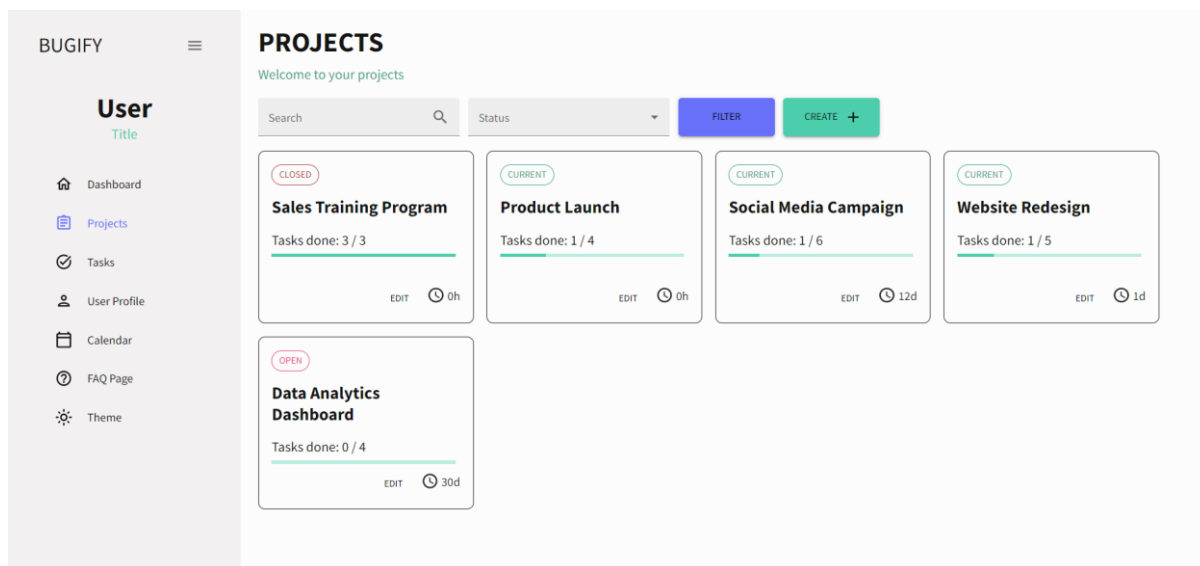 BUGIFY
User
Title
Dashboard
Projects
Tasks
User Profile
Calendar
FAQ Page
Theme
PROJECTS
Welcome to your projects
Search
Status
FILTER
CREATE +
CLOSED
Sales Training Program
Tasks done: 3 / 3
EDIT 0h
CURRENT
Product Launch
Tasks done: 1 / 4
EDIT 0h
CURRENT
Social Media Campaign
Tasks done: 1 / 6
EDIT 12d
CURRENT
Website Redesign
Tasks done: 1 / 5
EDIT 1d
OPEN
Data Analytics
Dashboard
Tasks done: 0 / 4
EDIT 30d